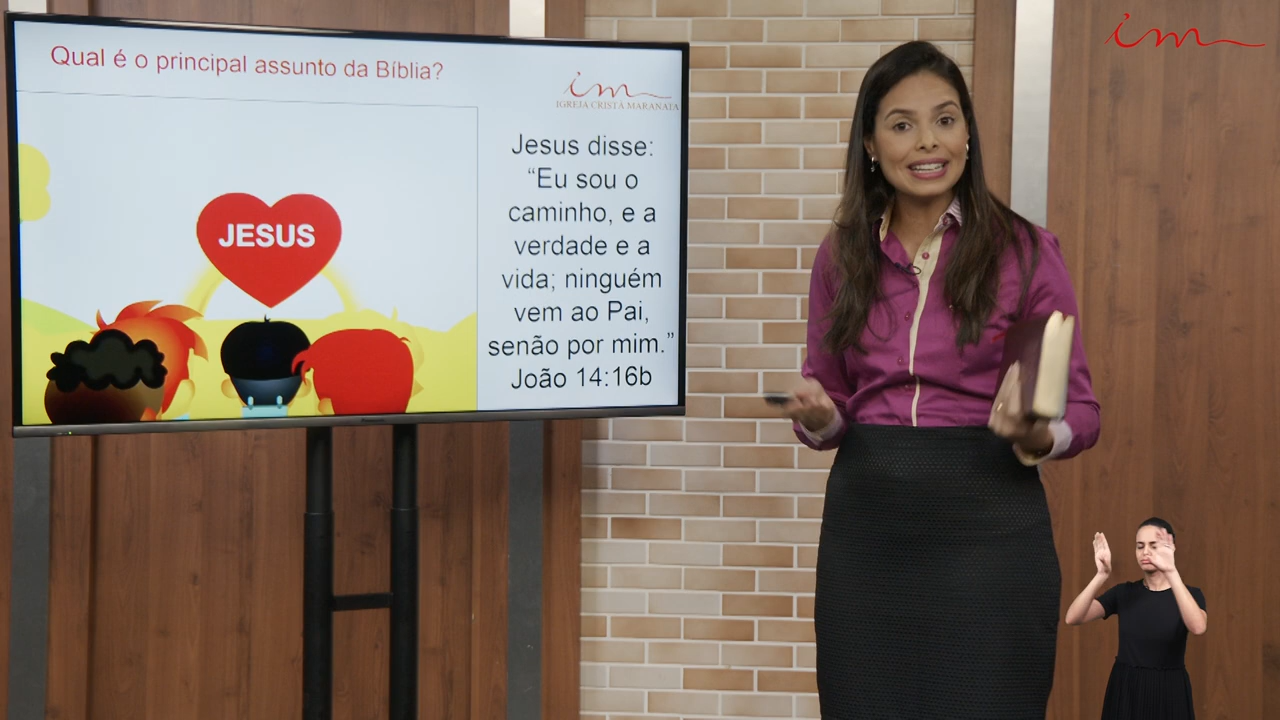 Qual é o principal assunto da Bíblia?
im
IGREJA CRISTÃ MARANATA
JESUS
Jesus disse:
“Eu sou o
caminho, e a
verdade e a
vida; ninguém
vem ao Pai,
senão por mim.”
João 14:16b
im